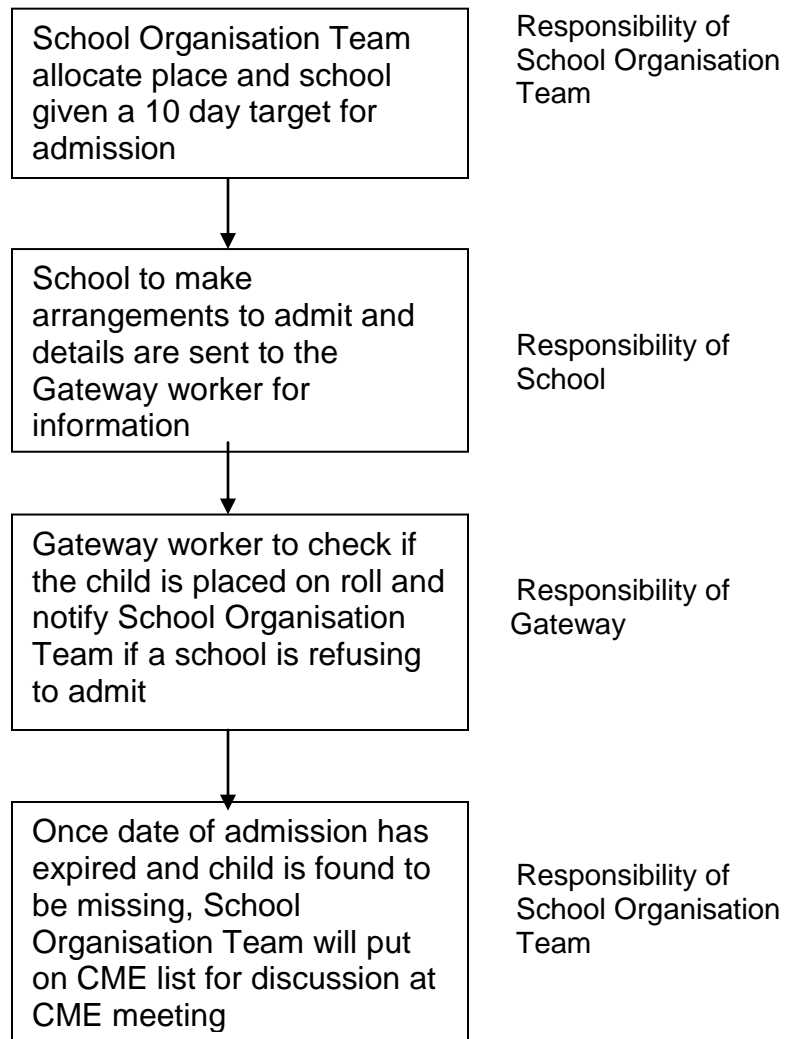 School Organisation Team
allocate place and school
given a 10 day target for
admission
Responsibility of
School Organisation
Team
School to make
arrangements to admit and
details are sent to the
Gateway worker for
information
Responsibility of
School
Gateway worker to check if
the child is placed on roll and
notify School Organisation
Team if a school is refusing
to admit
Responsibility of
Gateway
Once date of admission has
expired and child is found to
be missing, School
Organisation Team will put
on CME list for discussion at
CME meeting
Responsibility of
School Organisation
Team